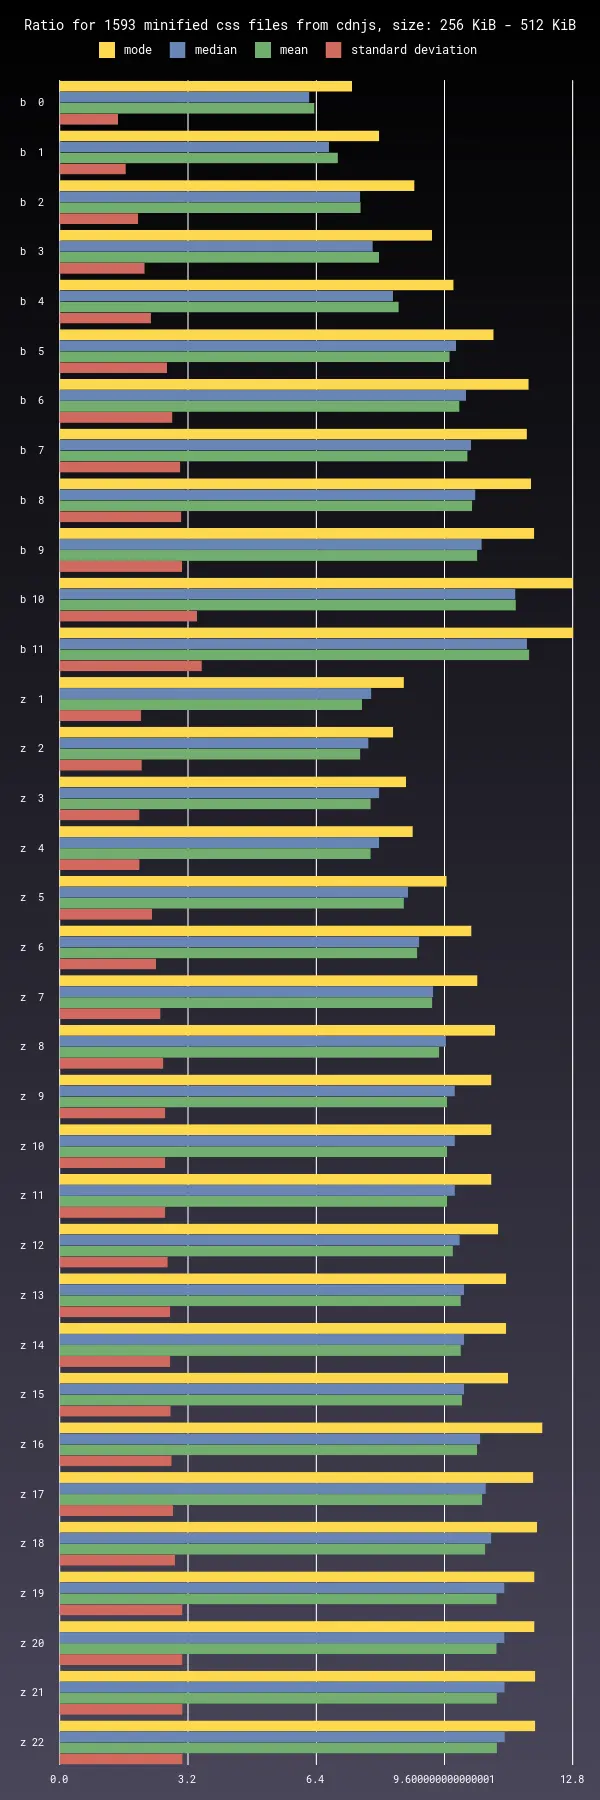 Ratio for 1593 minified css files from cdnjs, size: 256 KiB - 512 KiB
mode median mean standard deviation
b 0
b 1
b 2
b 3
b 4
b 5
b 6
b 7
b 8
b 9
b 10
b 11
z 1
z 2
z 3
z 4
z 5
z 6
z 7
z 8
z 9
z 10
z 11
z 12
z 13
z 14
z 15
z 16
z 17
z 18
z 19
z 20
z 21
z 22
0.0 3.2 6.4 9.600000000000001 12.8